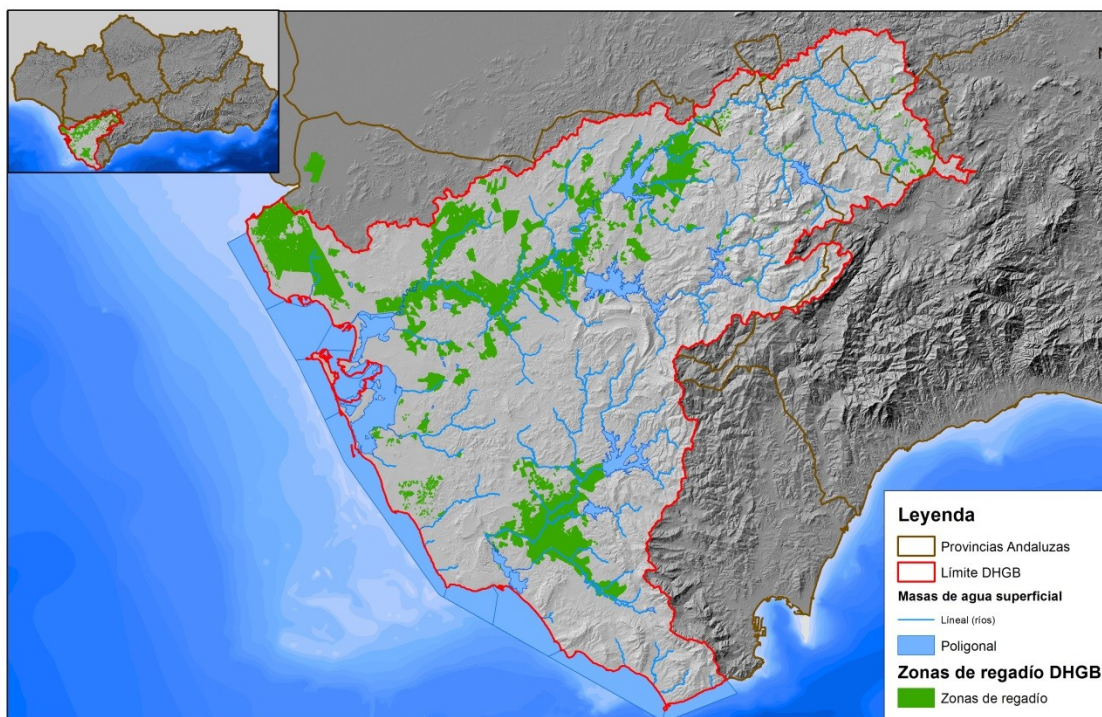 N
Leyenda
Provincias Andaluzas
Límite DHGB
Masas de agua superficial
Líneal (ríos)
Poligonal
Zonas de regadío DHGB
Zonas de regadío